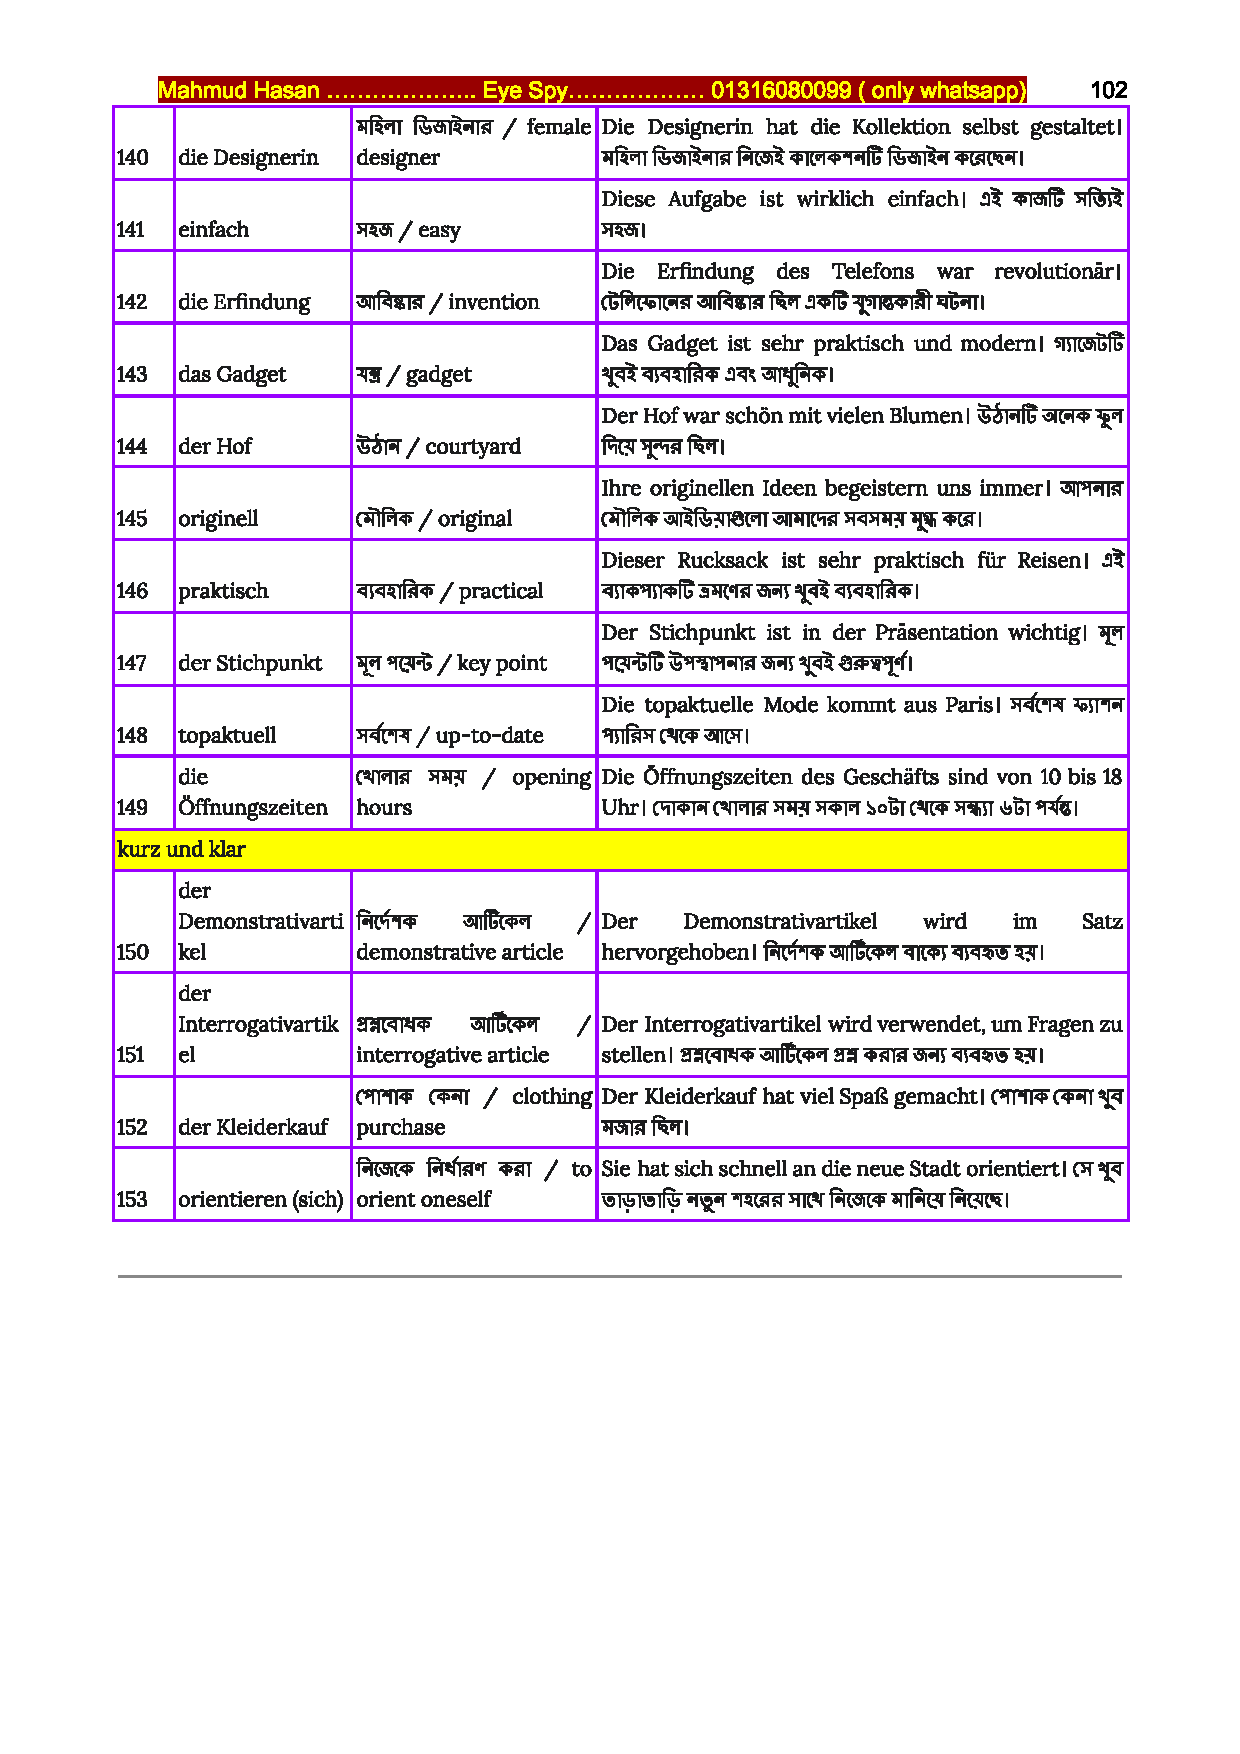 Mahmud Hasan ……………….. Eye Spy……………… 01316080099 ( only whatsapp) 102
মহিলা ডিজাইনার / female Die Designerin hat die Kollektion selbst gestaltet।
140 die Designerin designer মহিলা ডিজাইনার নিজেই কালেকশনটি ডিজাইন করেছেন।
Diese Aufgabe ist wirklich einfach। এই কাজটি সত্যিই
141 einfach সহজ / easy সহজ।
Die Erfindung des Telefons war revolutionär।
142 die Erfindung আবিষ্কার / invention টেলিফোনের আবিষ্কার ছিল একটি যুগান্তকারী ঘটনা।
Das Gadget ist sehr praktisch und modern। গ্যাজেটটি
143 das Gadget যন্ত্র / gadget খুবই ব্যবহারিক এবং আধুনিক।
Der Hof war schön mit vielen Blumen। উঠানটি অনেক ফুল
144 der Hof উঠান / courtyard দিয়ে সুন্দর ছিল।
Ihre originellen Ideen begeistern uns immer। আপনার
145 originell মৌলিক / original মৌলিক আইডিয়াগুলো আমাদের সবসময় মুগ্ধ করে।
Dieser Rucksack ist sehr praktisch für Reisen। এই
146 praktisch ব্যবহারিক / practical ব্যাকপ্যাকটি ভ্রমণের জন্য খুবই ব্যবহারিক।
Der Stichpunkt ist in der Präsentation wichtig। মূল
147 der Stichpunkt মূল পয়েন্ট / key point পয়েন্টটি উপস্থাপনার জন্য খুবই গুরুত্বপূর্ণ।
Die topaktuelle Mode kommt aus Paris। সর্বশেষ ফ্যাশন
148 topaktuell সর্বশেষ / up-to-date প্যারিস থেকে আসে।
die খোলার সময় / opening Die Öffnungszeiten des Geschäfts sind von 10 bis 18
149 Öffnungszeiten hours Uhr। দোকান খোলার সময় সকাল ১০টা থেকে সন্ধ্যা ৬টা পর্যন্ত।
kurz und klar
der
Demonstrativarti নির্দেশক আর্টিকেল / Der Demonstrativartikel wird im Satz
150 kel demonstrative article hervorgehoben। নির্দেশক আর্টিকেল বাক্যে ব্যবহৃত হয়।
der
Interrogativartik প্রশ্নবোধক আর্টিকেল / Der Interrogativartikel wird verwendet, um Fragen zu
151 el interrogative article stellen। প্রশ্নবোধক আর্টিকেল প্রশ্ন করার জন্য ব্যবহৃত হয়।
পোশাক কেনা / clothing Der Kleiderkauf hat viel Spaß gemacht। পোশাক কেনা খুব
152 der Kleiderkauf purchase মজার ছিল।
নিজেকে নির্ধারণ করা / to Sie hat sich schnell an die neue Stadt orientiert। সে খুব
153 orientieren (sich) orient oneself তাড়াতাড়ি নতুন শহরের সাথে নিজেকে মানিয়ে নিয়েছে।